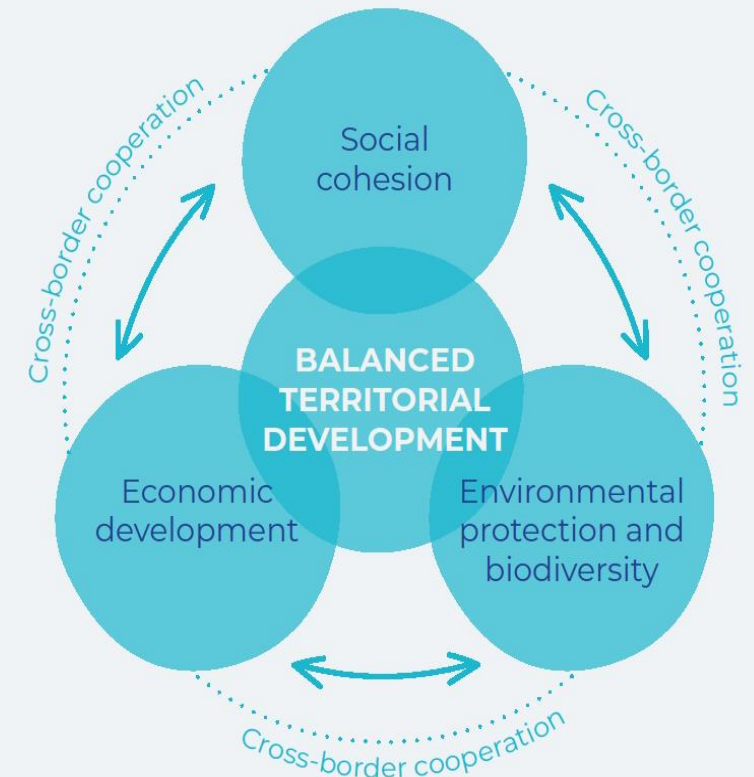 Cross-border cooperation
Cross-border cooperation
Social
cohesion
BALANCED
TERRITORIAL
DEVELOPMENT
Economic
development
Environmental
protection and
biodiversity
Cross-border cooperation